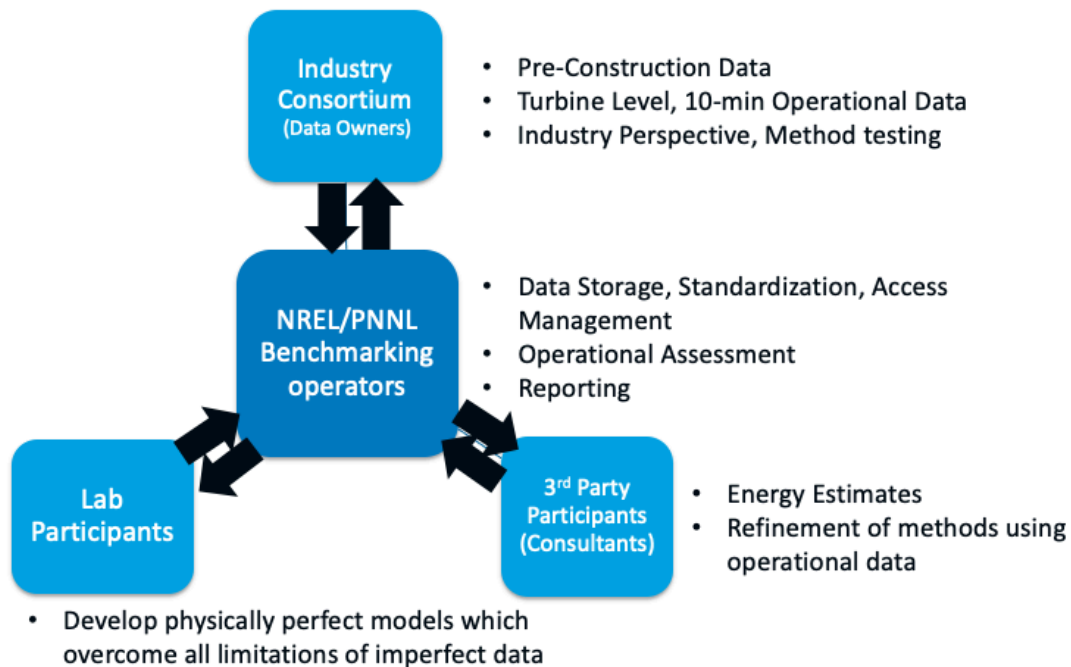 Industry
Consortium
(Data Owners)
• Pre-Construction Data
• Turbine Level, 10-min Operational Data
• Industry Perspective, Method testing
NREL/PNNL
Benchmarking
operators
• Data Storage, Standardization, Access
Management
• Operational Assessment
• Reporting
Lab
Participants
3rd Party
Participants
(Consultants)
• Energy Estimates
• Refinement of methods using
operational data
• Develop physically perfect models which
overcome all limitations of imperfect data